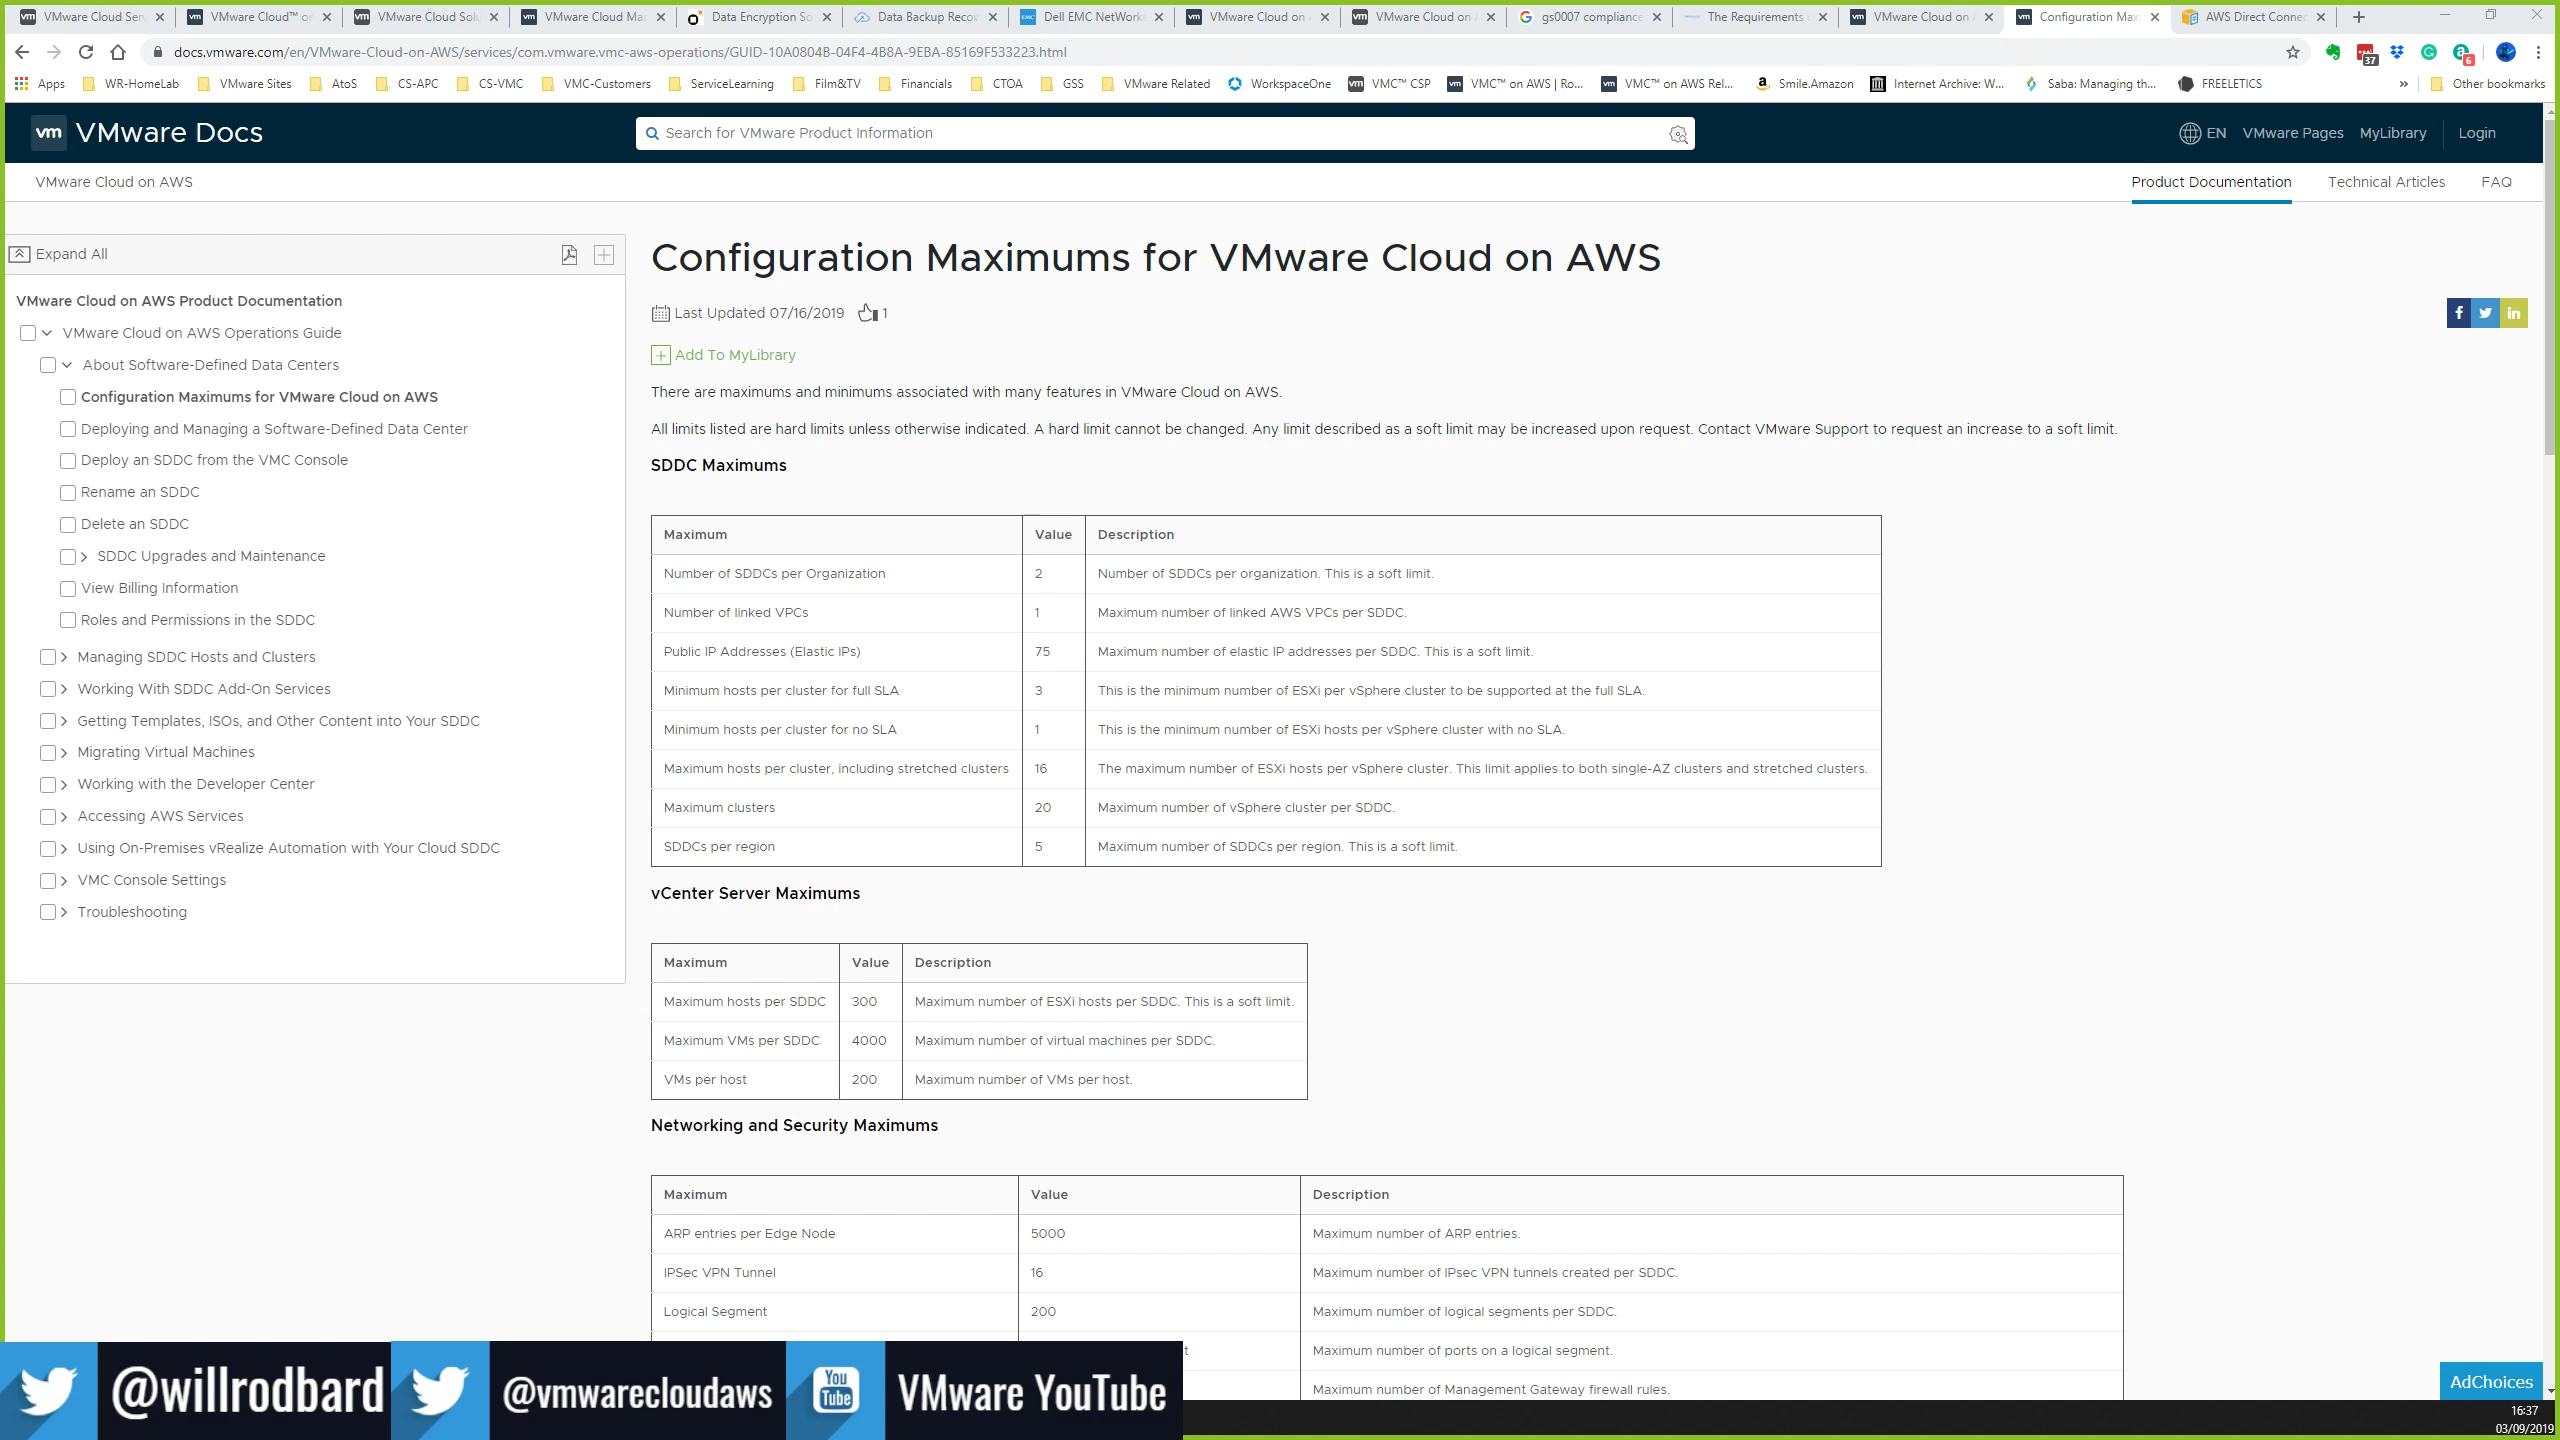 VMware Cloud Ser
VMware Cloud™ o
VMware Cloud Sol
VMware Cloud Ma
Data Encryption So
Data Backup Recov
Dell EMC NetWork
VMware Cloud on
VMware Cloud on
gs0007 compliance
The Requirements
VMware Cloud on
Configuration Max
AWS Direct Connec
docs.vmware.com/en/VMware-Cloud-on-AWS/services/com.vmware.vmc-aws-operations/GUID-10A0804B-04F4-4B8A-9EBA-85169F533223.html
37
6
Apps
WR-HomeLab
VMware Sites
AtoS
CS-APC
CS-VMC
VMC-Customers
ServiceLearning
Film&TV
Financials
CTOA
GSS
VMware Related
WorkspaceOne
VMC™ CSP
VMC™ on AWS | Ro...
VMC™ on AWS Rel...
Smile.Amazon
Internet Archive: W...
Saba: Managing th...
FREELETICS
»
Other bookmarks
vm VMware Docs
Search for VMware Product Information
EN
VMware Pages
MyLibrary
Login
VMware Cloud on AWS
Product Documentation
Technical Articles
FAQ
Expand All
VMware Cloud on AWS Product Documentation
VMware Cloud on AWS Operations Guide
About Software-Defined Data Centers
Configuration Maximums for VMware Cloud on AWS
Deploying and Managing a Software-Defined Data Center
Deploy an SDDC from the VMC Console
Rename an SDDC
Delete an SDDC
SDDC Upgrades and Maintenance
View Billing Information
Roles and Permissions in the SDDC
Managing SDDC Hosts and Clusters
Working With SDDC Add-On Services
Getting Templates, ISOs, and Other Content into Your SDDC
Migrating Virtual Machines
Working with the Developer Center
Accessing AWS Services
Using On-Premises vRealize Automation with Your Cloud SDDC
VMC Console Settings
Troubleshooting
Configuration Maximums for VMware Cloud on AWS
Last Updated 07/16/2019 1
Add To MyLibrary
There are maximums and minimums associated with many features in VMware Cloud on AWS.
All limits listed are hard limits unless otherwise indicated. A hard limit cannot be changed. Any limit described as a soft limit may be increased upon request. Contact VMware Support to request an increase to a soft limit.
SDDC Maximums
Maximum Value Description
Number of SDDCs per Organization 2 Number of SDDCs per organization. This is a soft limit.
Number of linked VPCs 1 Maximum number of linked AWS VPCs per SDDC.
Public IP Addresses (Elastic IPs) 75 Maximum number of elastic IP addresses per SDDC. This is a soft limit.
Minimum hosts per cluster for full SLA 3 This is the minimum number of ESXi per vSphere cluster to be supported at the full SLA.
Minimum hosts per cluster for no SLA 1 This is the minimum number of ESXi hosts per vSphere cluster with no SLA.
Maximum hosts per cluster, including stretched clusters 16 The maximum number of ESXi hosts per vSphere cluster. This limit applies to both single-AZ clusters and stretched clusters.
Maximum clusters 20 Maximum number of vSphere cluster per SDDC.
SDDCs per region 5 Maximum number of SDDCs per region. This is a soft limit.
vCenter Server Maximums
Maximum Value Description
Maximum hosts per SDDC 300 Maximum number of ESXi hosts per SDDC. This is a soft limit.
Maximum VMs per SDDC 4000 Maximum number of virtual machines per SDDC.
VMs per host 200 Maximum number of VMs per host.
Networking and Security Maximums
Maximum Value Description
ARP entries per Edge Node 5000 Maximum number of ARP entries.
IPSec VPN Tunnel 16 Maximum number of IPsec VPN tunnels created per SDDC.
Logical Segment 200 Maximum number of logical segments per SDDC.
t Maximum number of ports on a logical segment.
Maximum number of Management Gateway firewall rules.
f in
@willrodbard
@vmwarecloudaws
You Tube VMware YouTube
AdChoices
16:37
03/09/2019